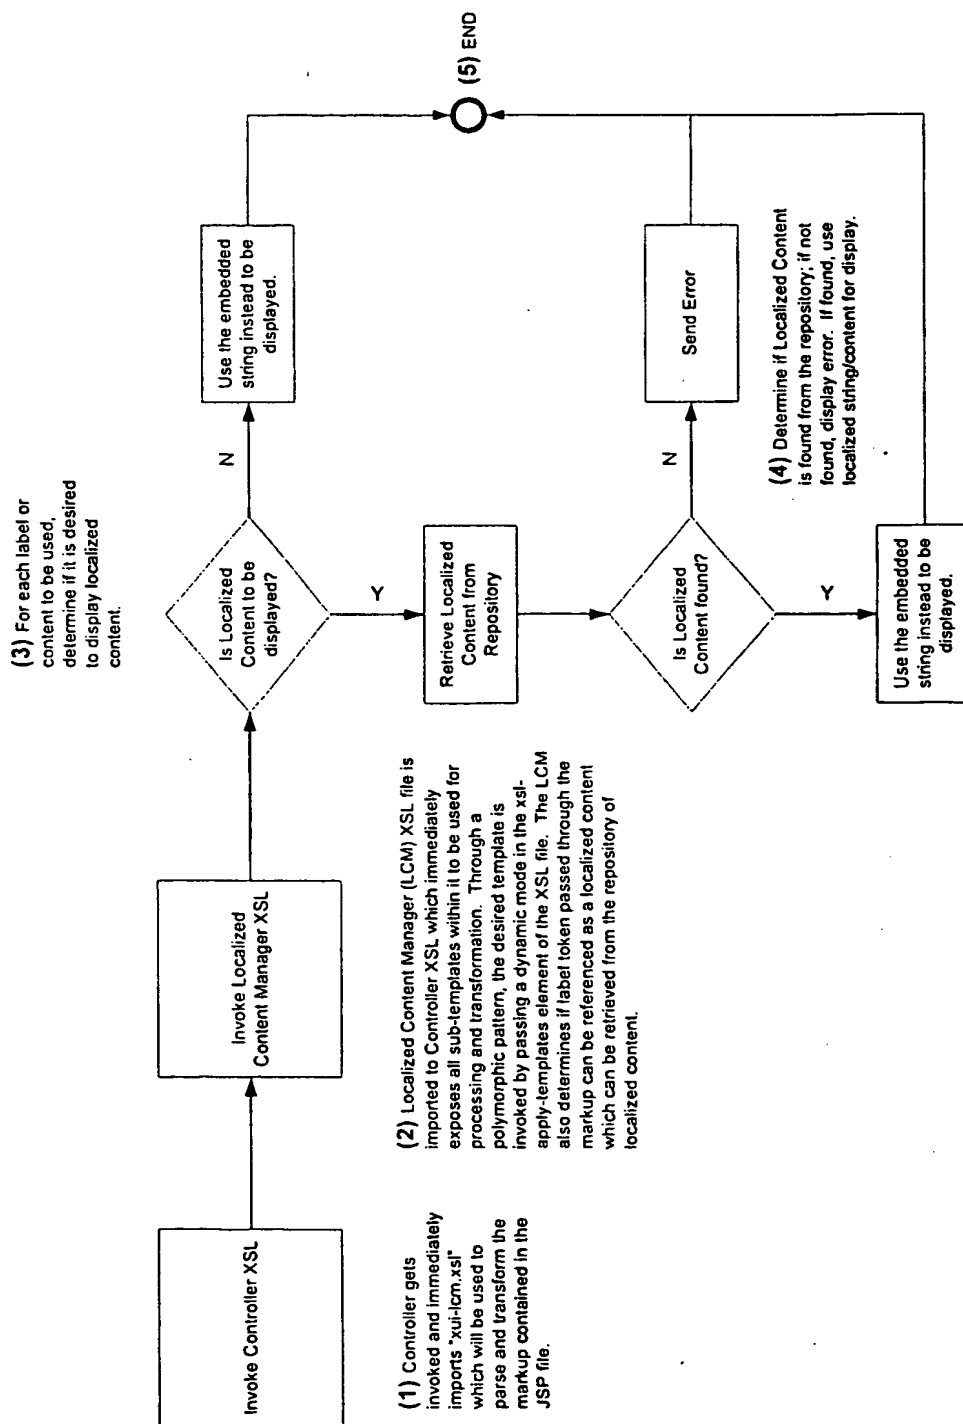 Invoke Controller XSL
(1) Controller gets
invoked and immediately
imports "xui-lcm.xsl"
which will be used to
parse and transform the
markup contained in the
JSP file.
Invoke Localized
Content Manager XSL
(2) Localized Content Manager (LCM) XSL file is
imported to Controller XSL which immediately
exposes all sub-templates within it to be used for
processing and transformation. Through a
polymorphic pattern, the desired template is
invoked by passing a dynamic mode in the xsl-
apply-templates element of the XSL file. The LCM
also determines if label token passed through the
markup can be referenced as a localized content
which can be retrieved from the repository of
localized content.
(3) For each label or
content to be used,
determine if it is desired
to display localized
content.
Is Localized
Content to be
displayed?
N
Use the embedded
string instead to be
displayed.
Y
Retrieve Localized
Content from
Repository
Is Localized
Content found?
N
Send Error
(4) Determine if Localized Content
is found from the repository; if not
found, display error. If found, use
localized string/content for display.
Y
Use the embedded
string instead to be
displayed.
(5) END